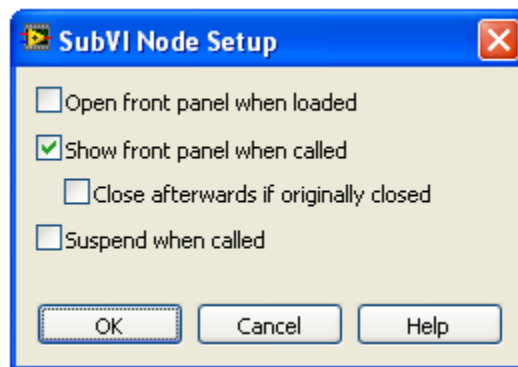 SubVI Node Setup
Open front panel when loaded
Show front panel when called
Close afterwards if originally closed
Suspend when called
OK Cancel Help